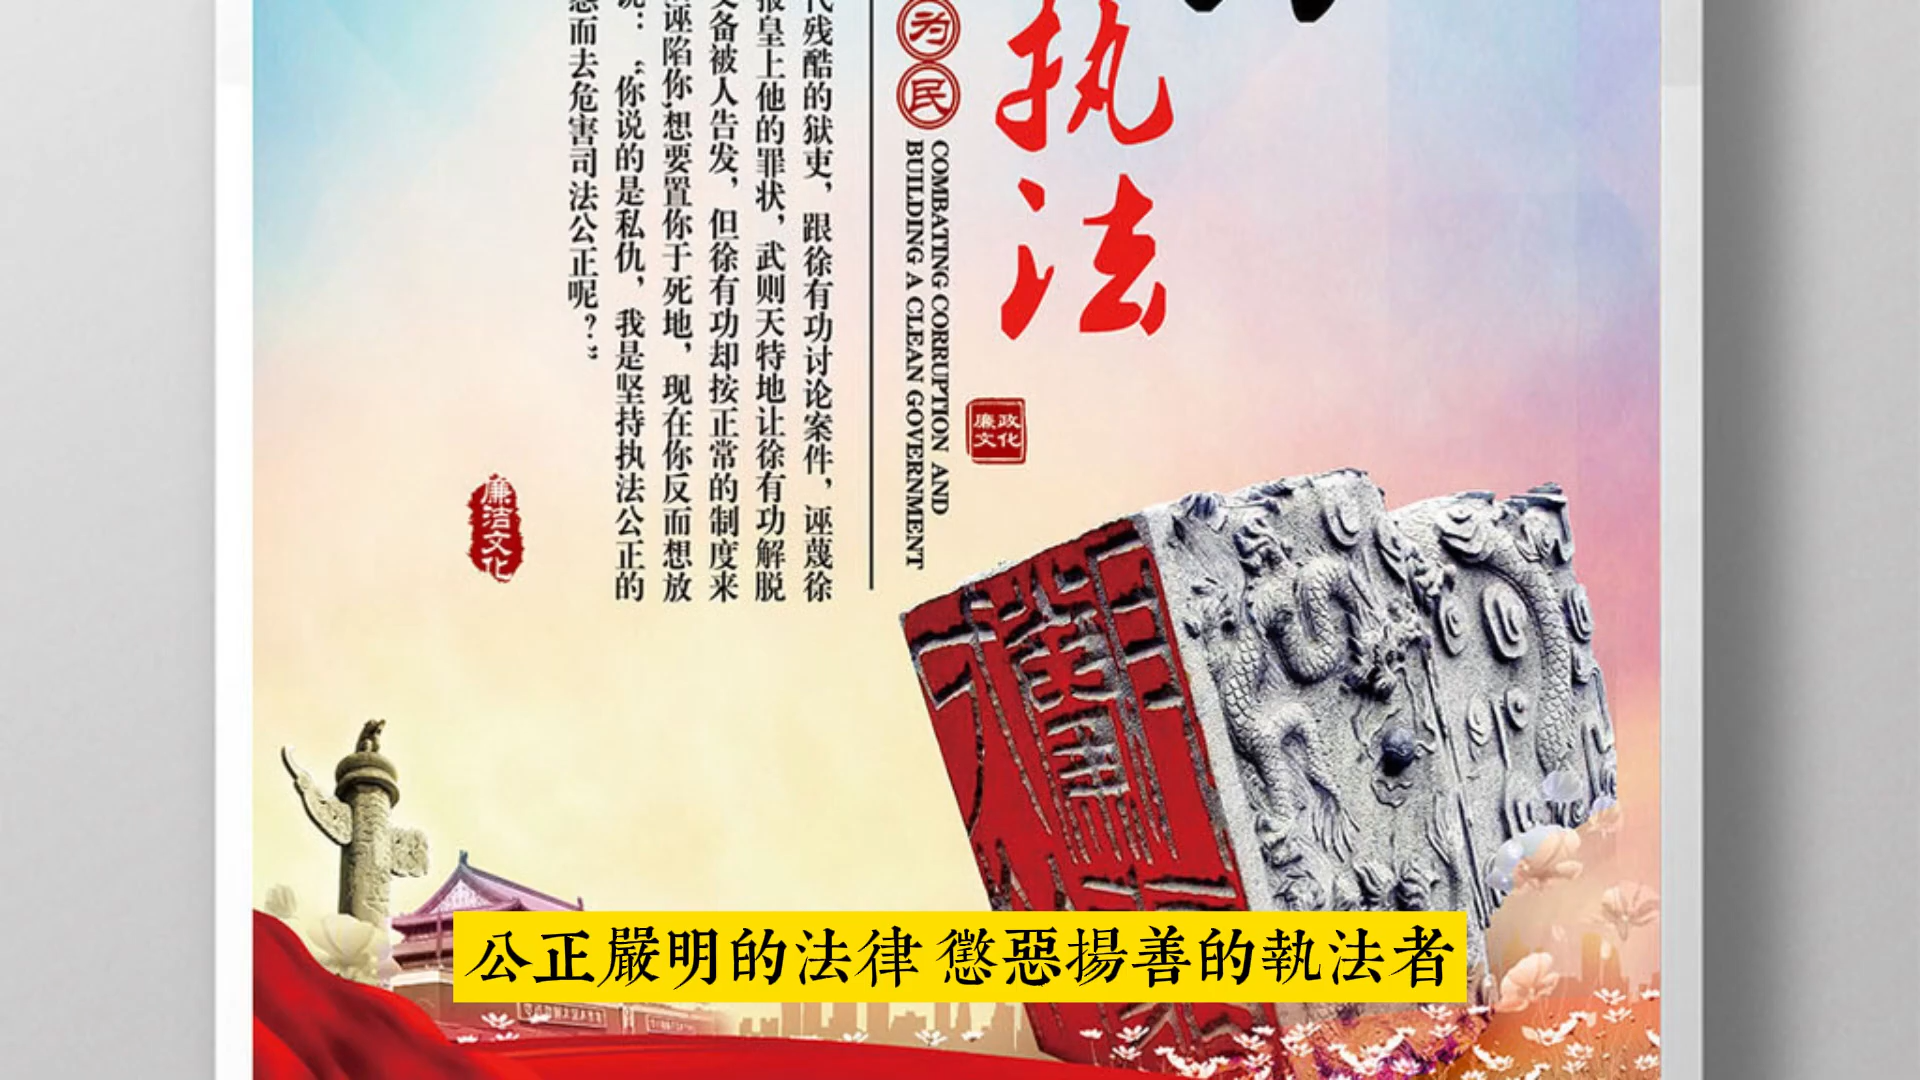 执法
为民
COMBATING CORRUPTION AND
BUILDING A CLEAN GOVERNMENT
廉政
文化
代残酷的狱吏，跟徐有功讨论案件，诬蔑徐
报皇上他的罪状，武则天特地让徐有功解脱
文备被人告发，但徐有功却按正常的制度来
诬陷你,想要置你于死地，现在你反而想放
说：“你说的是私仇，我是坚持执法公正的
而去危害司法公正呢？”
廉洁文化
公正嚴明的法律 懲惡揚善的執法者